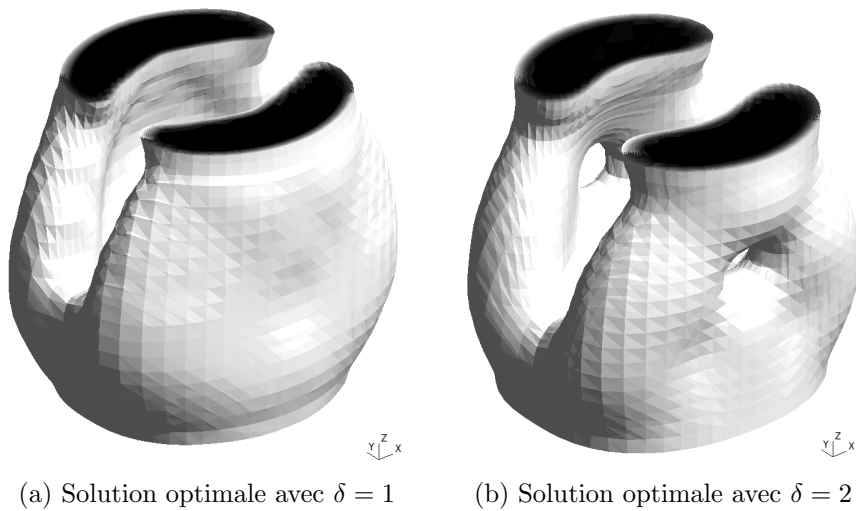 Z
Y X
Z
Y X
(a) Solution optimale avec δ = 1
(b) Solution optimale avec δ = 2